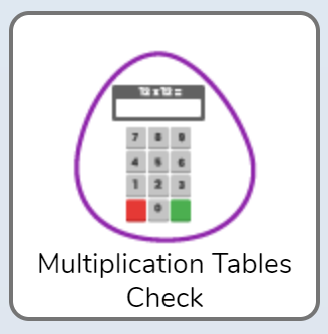 12 x 12 =
7 8 9
4 5 6
1 2 3
0
Multiplication Tables
Check